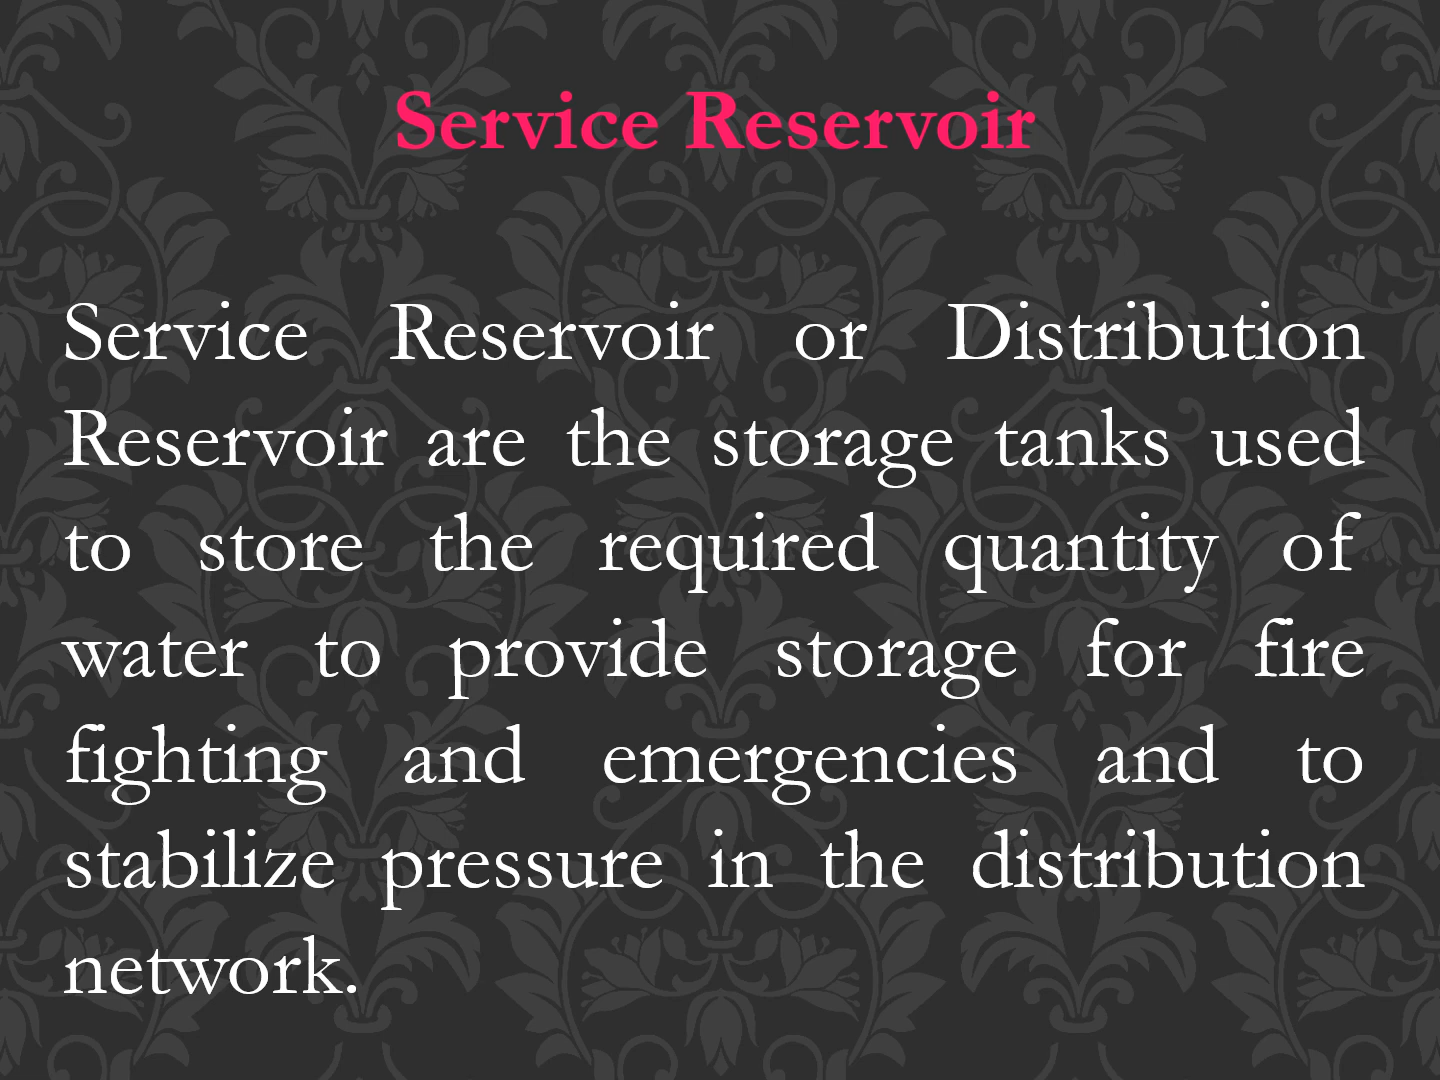 Service Reservoir
Service Reservoir or Distribution
Reservoir are the storage tanks used
to store the required quantity of
water to provide storage for fire
fighting and emergencies and to
stabilize pressure in the distribution
network.